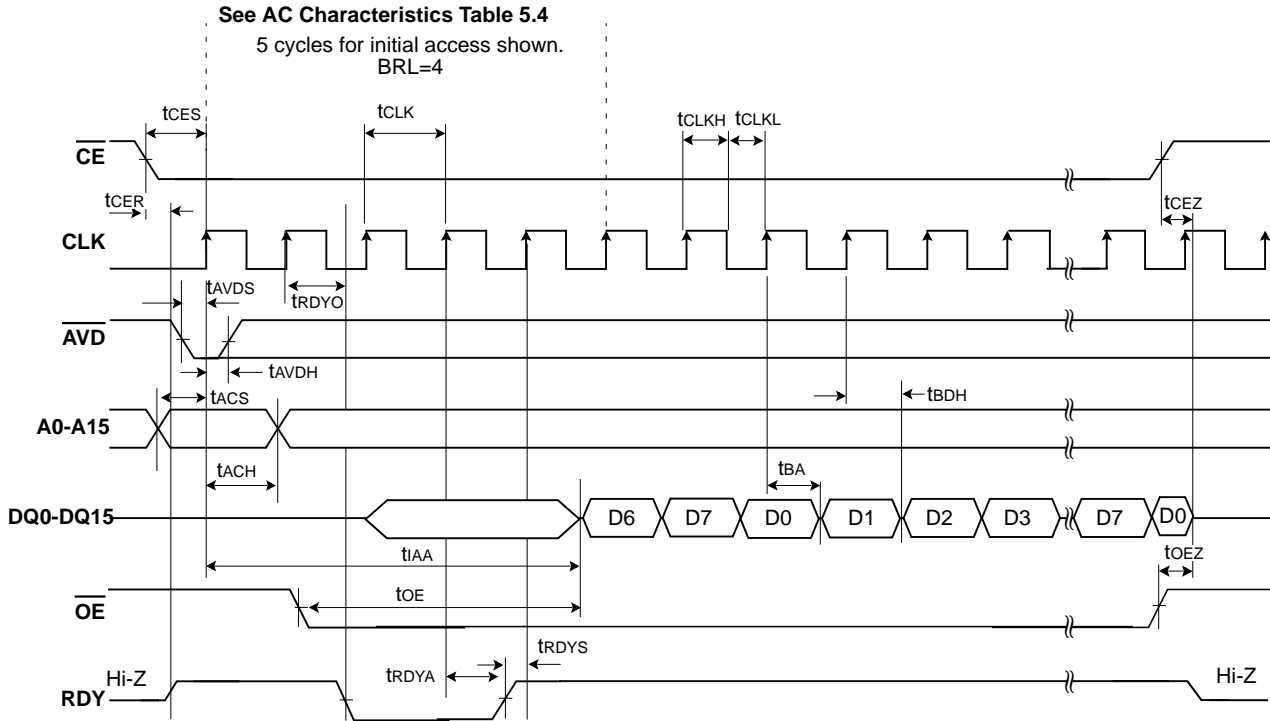 See AC Characteristics Table 5.4
5 cycles for initial access shown.
BRL=4
tCES
tCLK
tCLKH
tCLKL
CE
tCER
tCEZ
CLK
tAVDS
tRDYO
AVD
tAVDH
tACS
tBDH
A0-A15
tACH
tBA
DQ0-DQ15
D6
D7
D0
D1
D2
D3
D7
D0
tIAA
tOEZ
tOE
OE
tRDYS
tRDYA
Hi-Z
Hi-Z
RDY